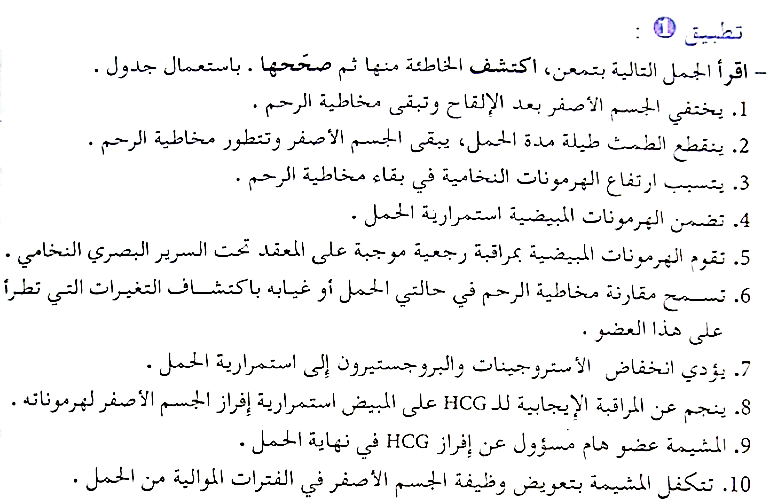 تطبيق 1 :
– اقرأ الجمل التالية بتمعن، اكتشف الخاطئة منها ثم صحّحها . باستعمال جدول .
1. يختفي الجسم الأصفر بعد الإلقاح وتبقى مخاطية الرحم .
2. ينقطع الطمث طيلة مدة الحمل، يبقى الجسم الأصفر وتتطور مخاطية الرحم .
3. يتسبب ارتفاع الهرمونات النخامية في بقاء مخاطية الرحم .
4. تضمن الهرمونات المبيضية استمرارية الحمل .
5. تقوم الهرمونات المبيضية بمراقبة رجعية موجبة على المعقد تحت السرير البصري النخامي .
6. تسمح مقارنة مخاطية الرحم في حالتي الحمل أو غيابه باكتشاف التغيرات التي تطرأ
على هذا العضو .
7. يؤدي انخفاض الأستروجينات والبروجستيرون إلى استمرارية الحمل .
8. ينجم عن المراقبة الإيجابية للـ HCG على المبيض استمرارية إفراز الجسم الأصفر لهرموناته .
9. المشيمة عضو هام مسؤول عن إفراز HCG في نهاية الحمل .
10. تتكفل المشيمة بتعويض وظيفة الجسم الأصفر في الفترات الموالية من الحمل .